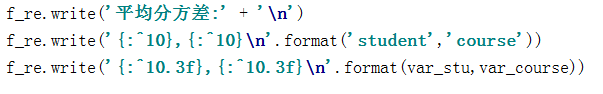 f_re.write('平均分方差:' + '\n')
f_re.write('{:^10},{:^10}\n'.format('student','course'))
f_re.write('{:^10.3f},{:^10.3f}\n'.format(var_stu,var_course))